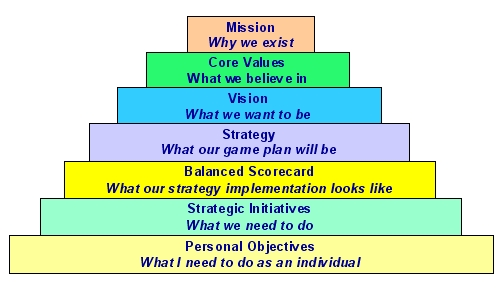 Mission
Why we exist
Core Values
What we believe in
Vision
What we want to be
Strategy
What our game plan will be
Balanced Scorecard
What our strategy implementation looks like
Strategic Initiatives
What we need to do
Personal Objectives
What I need to do as an individual